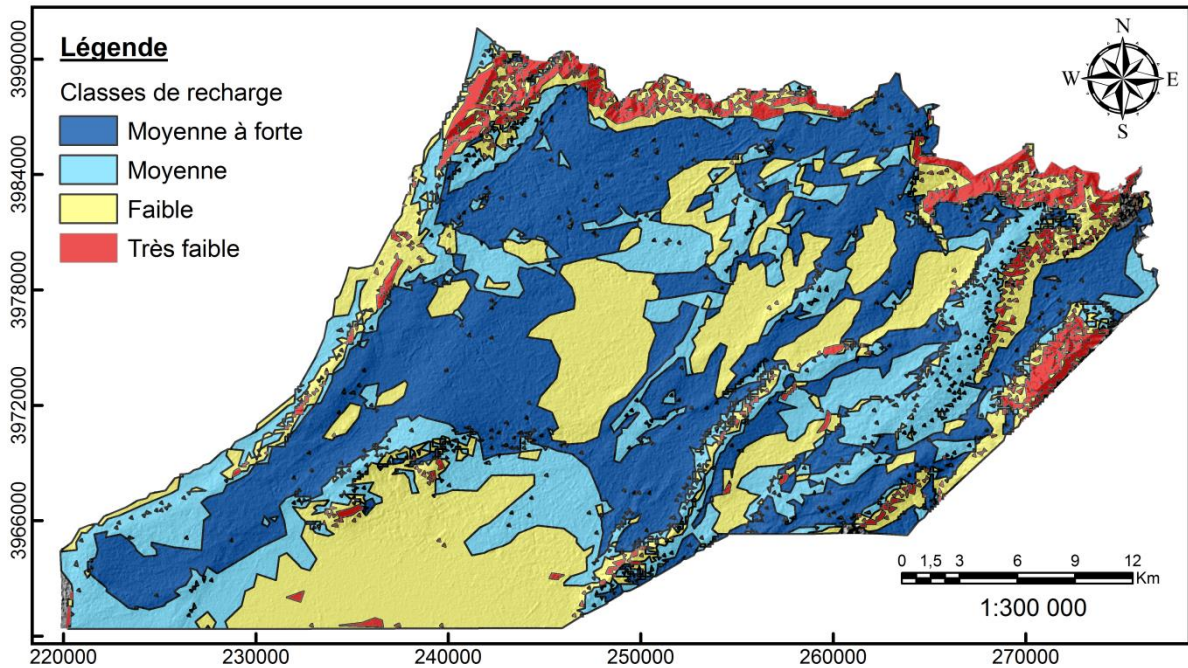 Légende
Classes de recharge
Moyenne à forte
Moyenne
Faible
Très faible
N
W E
S
3990000
3984000
3978000
3972000
3966000
220000 230000 240000 250000 260000 270000
0 1,5 3 6 9 12
Km
1:300 000